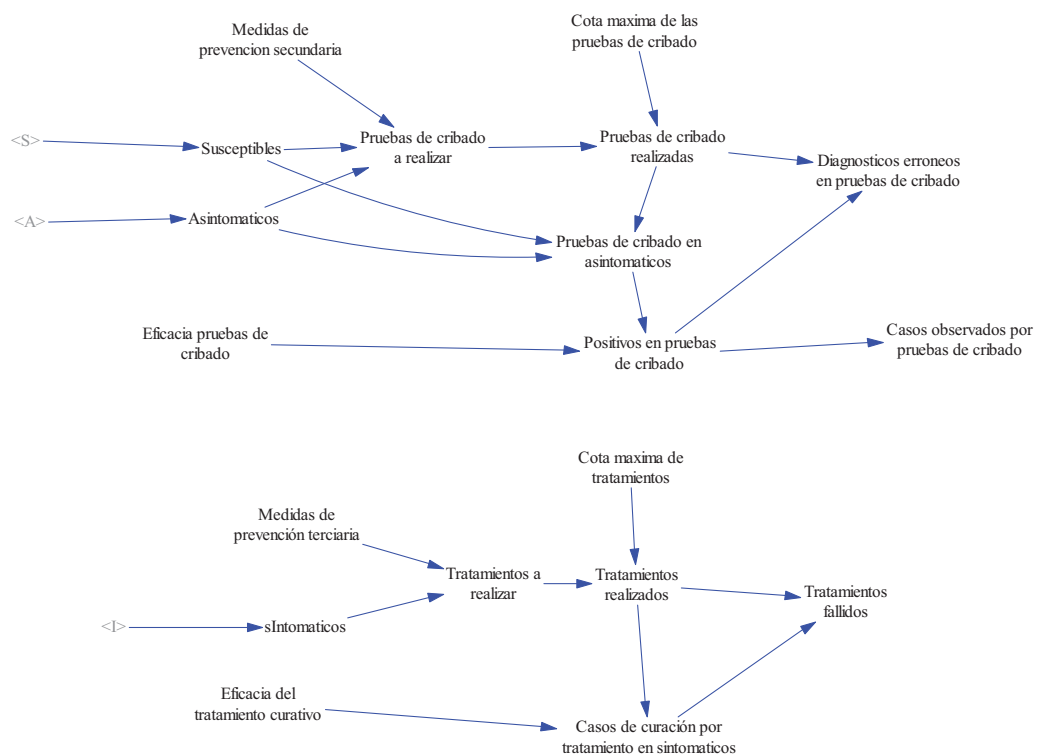 Medidas de
prevencion secundaria
Cota maxima de las
pruebas de cribado
<S>
Susceptibles
Pruebas de cribado
a realizar
Pruebas de cribado
realizadas
Diagnosticos erroneos
en pruebas de cribado
<A>
Asintomaticos
Pruebas de cribado en
asintomaticos
Eficacia pruebas de
cribado
Positivos en pruebas
de cribado
Casos observados por
pruebas de cribado
Cota maxima de
tratamientos
Medidas de
prevención terciaria
Tratamientos a
realizar
Tratamientos
realizados
Tratamientos
fallidos
<I>
sIntomaticos
Eficacia del
tratamiento curativo
Casos de curación por
tratamiento en sintomaticos